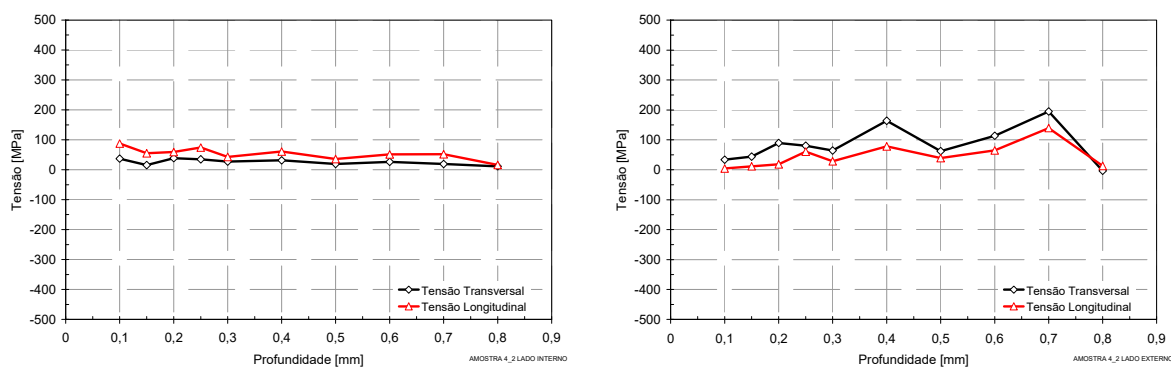 500
400
300
200
100
0
-100
-200
-300
-400
-500
Tensão [MPa]
0 0,1 0,2 0,3 0,4 0,5 0,6 0,7 0,8 0,9
Profundidade [mm]
Tensão Transversal
Tensão Longitudinal
AMOSTRA 4_2 LADO INTERNO
500
400
300
200
100
0
-100
-200
-300
-400
-500
Tensão [MPa]
0 0,1 0,2 0,3 0,4 0,5 0,6 0,7 0,8 0,9
Profundidade [mm]
Tensão Transversal
Tensão Longitudinal
AMOSTRA 4_2 LADO EXTERNO